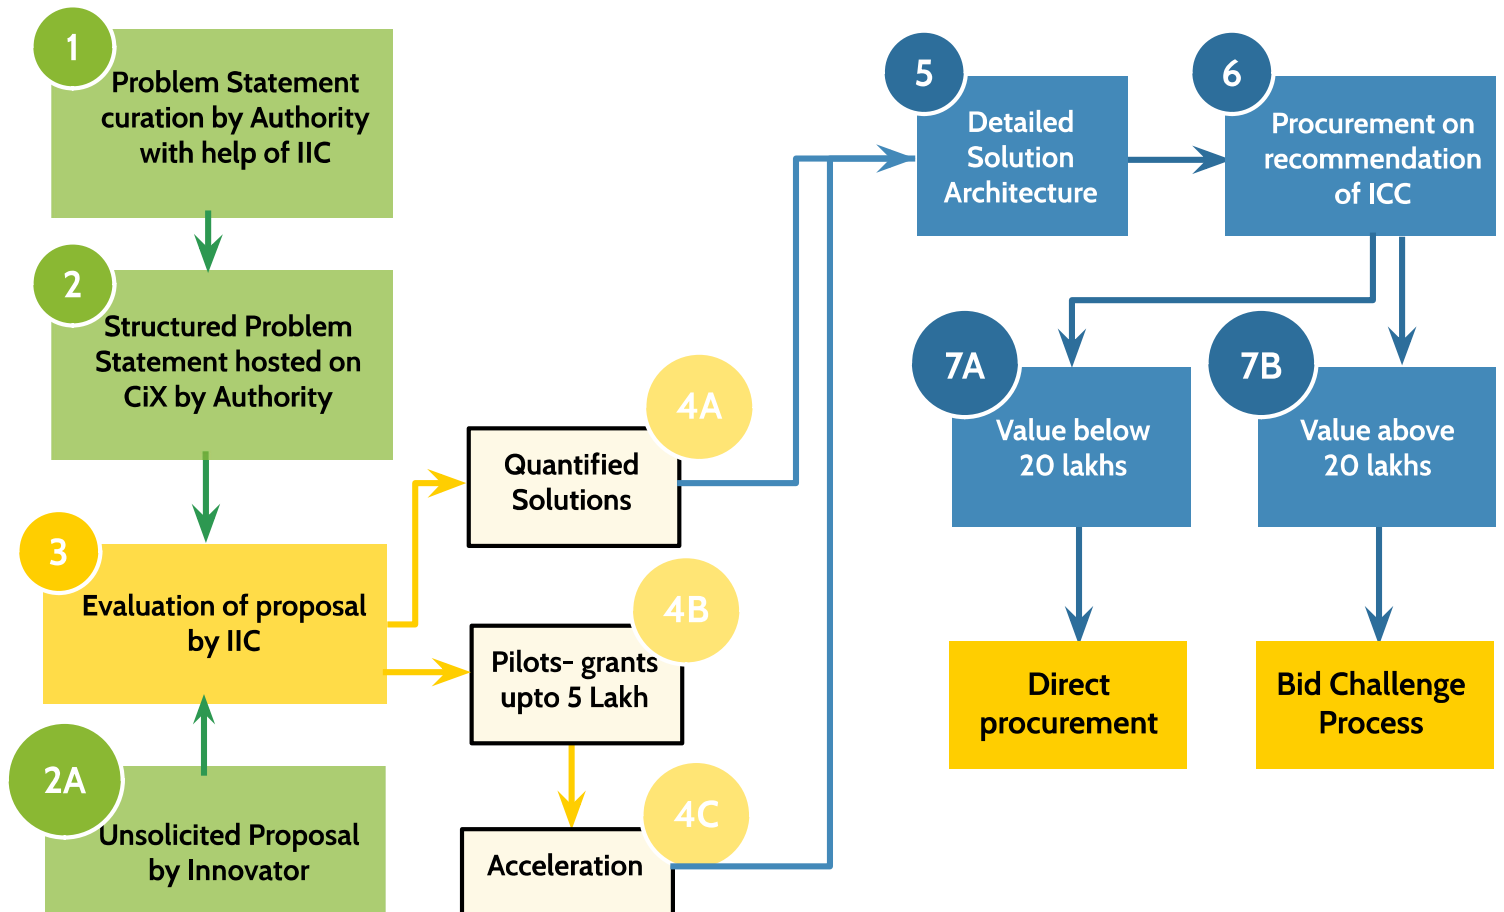 1
Problem Statement
curation by Authority
with help of IIC
2
Structured Problem
Statement hosted on
CiX by Authority
3
Evaluation of proposal
by IIC
2A
Unsolicited Proposal
by Innovator
4A
Quantified
Solutions
4B
Pilots- grants
upto 5 Lakh
4C
Acceleration
5
Detailed
Solution
Architecture
6
Procurement on
recommendation
of ICC
7A
Value below
20 lakhs
7B
Value above
20 lakhs
Direct
procurement
Bid Challenge
Process